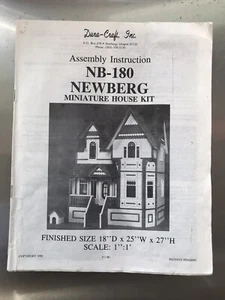 Dura-Craft, Inc.
Assembly Instruction
NB-180
NEWBERG
MINIATURE HOUSE KIT
FINISHED SIZE 18"D x 25"W x 27"H
SCALE: 1":1'